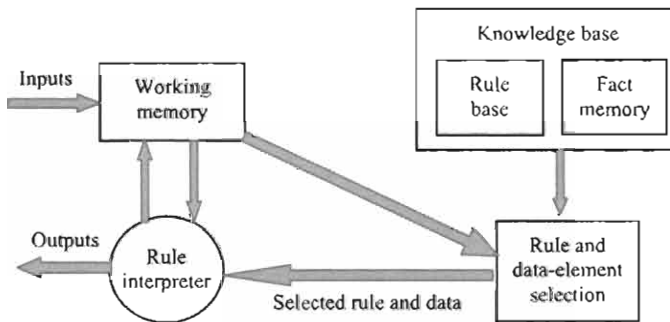 Knowledge base
Inputs
Working
memory
Rule
base
Fact
memory
Outputs
Rule
interpreter
Selected rule and data
Rule and
data-element
selection